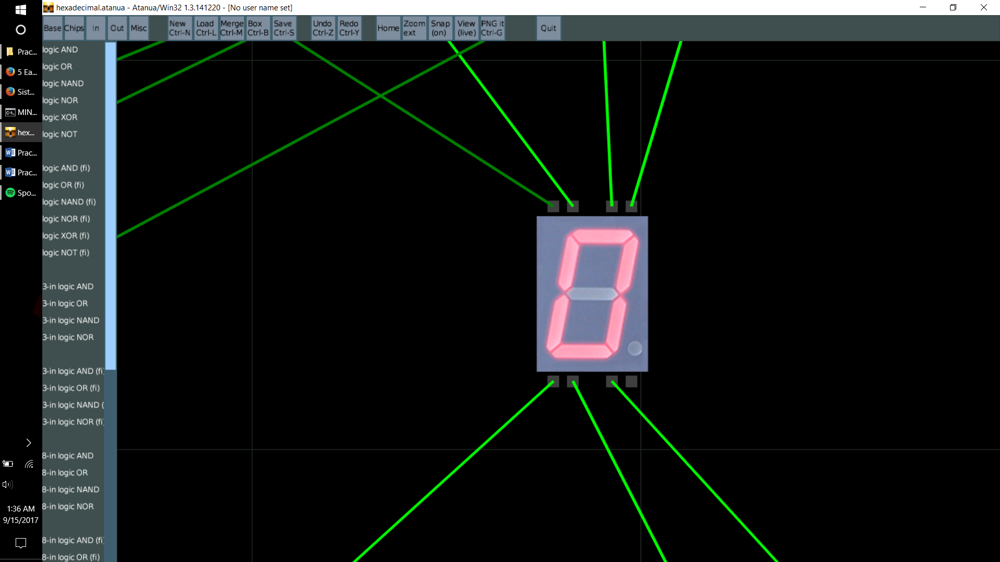 hexadecimal.atanua - Atanua/Win32 1.3.141220 - [No user name set]
Base Chips In Out Misc
New Ctrl-N
Load Ctrl-L
Merge Ctrl-M
Box Ctrl-B
Save Ctrl-S
Undo Ctrl-Z
Redo Ctrl-Y
Home
Zoom ext
Snap (on)
View (live)
PNG it Ctrl-G
Quit
Prac...
5 Ea...
Sist...
MIN...
hex...
Prac...
Prac...
Spo...
1:36 AM
9/15/2017
logic AND
logic OR
logic NAND
logic NOR
logic XOR
logic NOT
logic AND (fi)
logic OR (fi)
logic NAND (fi)
logic NOR (fi)
logic XOR (fi)
logic NOT (fi)
3-in logic AND
3-in logic OR
3-in logic NAND
3-in logic NOR
3-in logic AND (fi)
3-in logic OR (fi)
3-in logic NAND (
3-in logic NOR (fi)
8-in logic AND
8-in logic OR
8-in logic NAND
8-in logic NOR
8-in logic AND (fi)
8-in logic OR (fi)
0